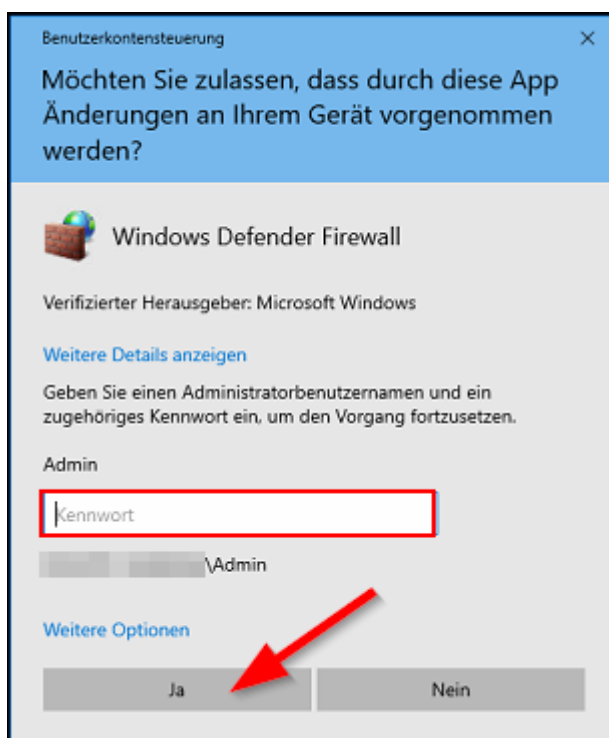 Benutzerkontensteuerung
Möchten Sie zulassen, dass durch diese App
Änderungen an Ihrem Gerät vorgenommen
werden?
Windows Defender Firewall
Verifizierter Herausgeber: Microsoft Windows
Weitere Details anzeigen
Geben Sie einen Administratorbenutzernamen und ein
zugehöriges Kennwort ein, um den Vorgang fortzusetzen.
Admin
Kennwort
\Admin
Weitere Optionen
Ja
Nein